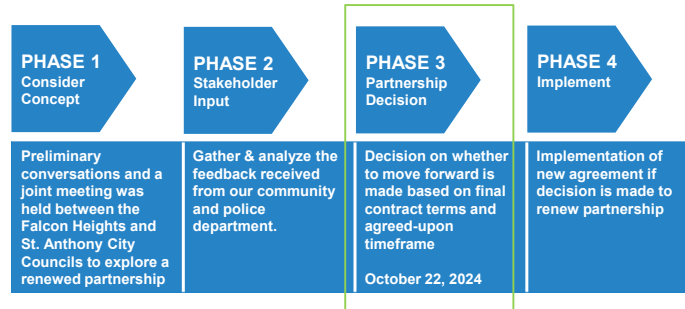 PHASE 1
Consider
Concept
PHASE 2
Stakeholder
Input
PHASE 3
Partnership
Decision
PHASE 4
Implement
Preliminary
conversations and a
joint meeting was
held between the
Falcon Heights and
St. Anthony City
Councils to explore a
renewed partnership
Gather & analyze the
feedback received
from our community
and police
department.
Decision on whether
to move forward is
made based on final
contract terms and
agreed-upon
timeframe
October 22, 2024
Implementation of
new agreement if
decision is made to
renew partnership